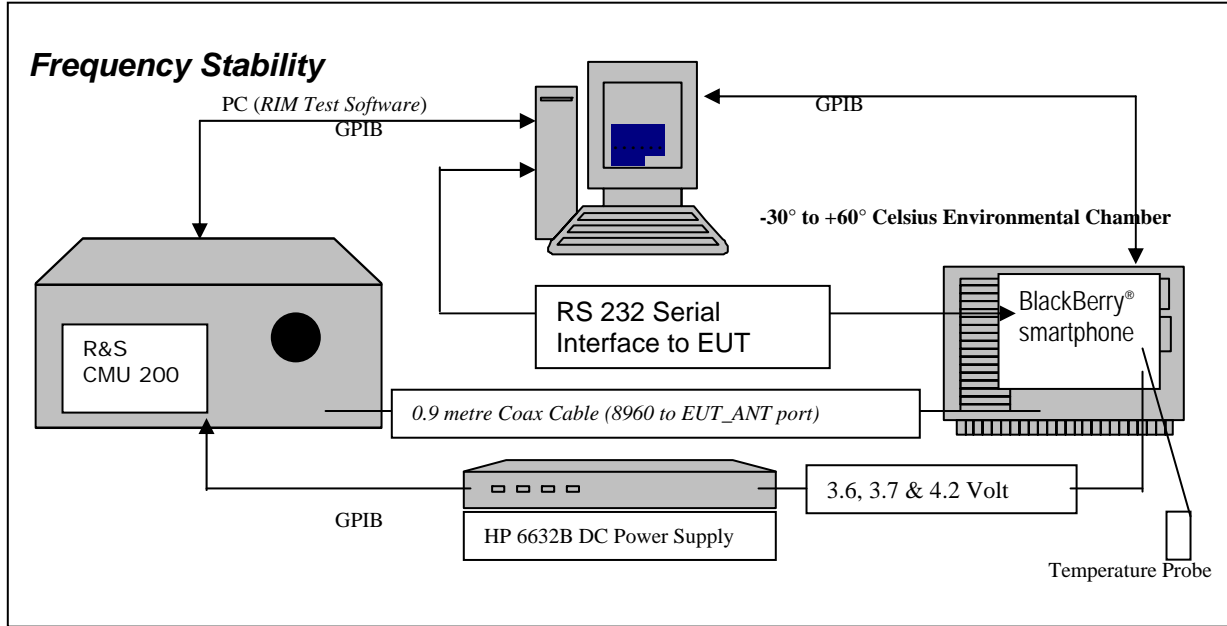 Frequency Stability
PC (RIM Test Software)
GPIB
GPIB
-30° to +60° Celsius Environmental Chamber
BlackBerry®
smartphone
RS 232 Serial
Interface to EUT
R&S
CMU 200
0.9 metre Coax Cable (8960 to EUT_ANT port)
3.6, 3.7 & 4.2 Volt
GPIB
HP 6632B DC Power Supply
Temperature Probe